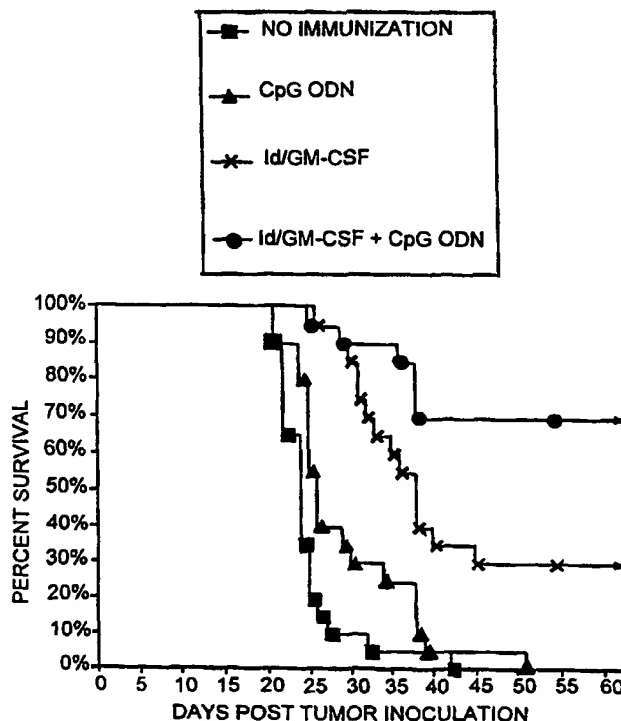 NO IMMUNIZATION
CpG ODN
Id/GM-CSF
Id/GM-CSF + CpG ODN
100%
90%
80%
70%
60%
50%
40%
30%
20%
10%
0%
PERCENT SURVIVAL
0 5 10 15 20 25 30 35 40 45 50 55 60
DAYS POST TUMOR INOCULATION